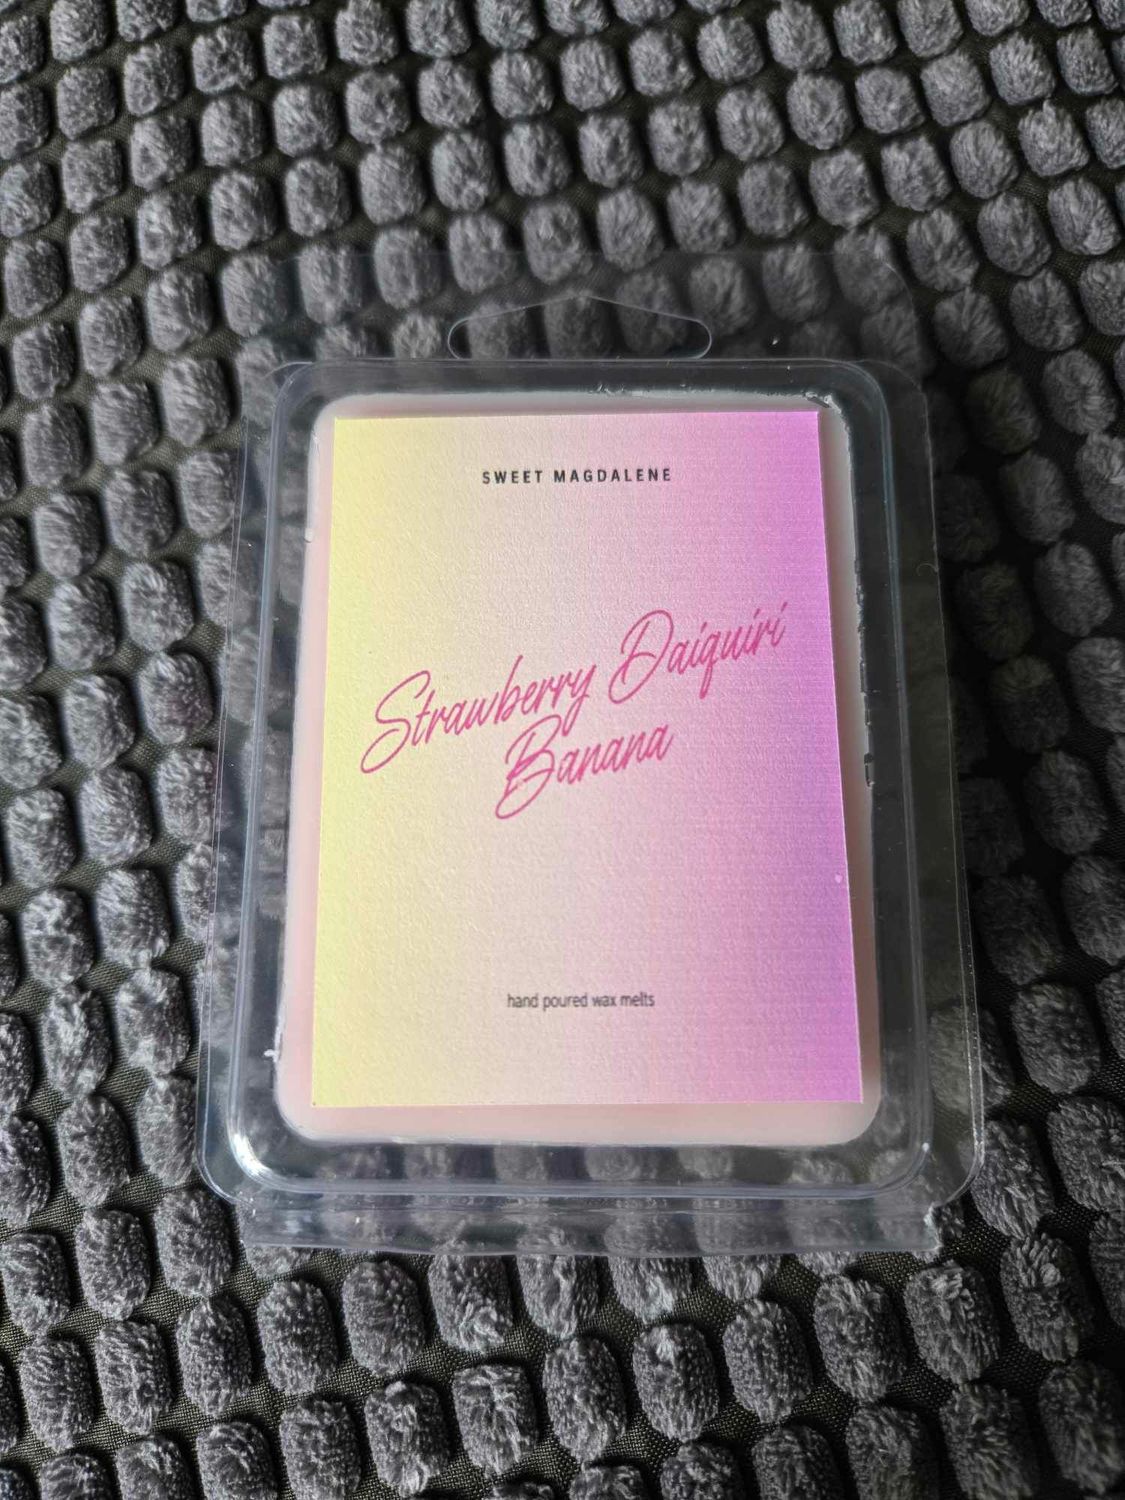 SWEET MAGDALENE
Strawberry Daiquiri
Banana
hand poured wax melts